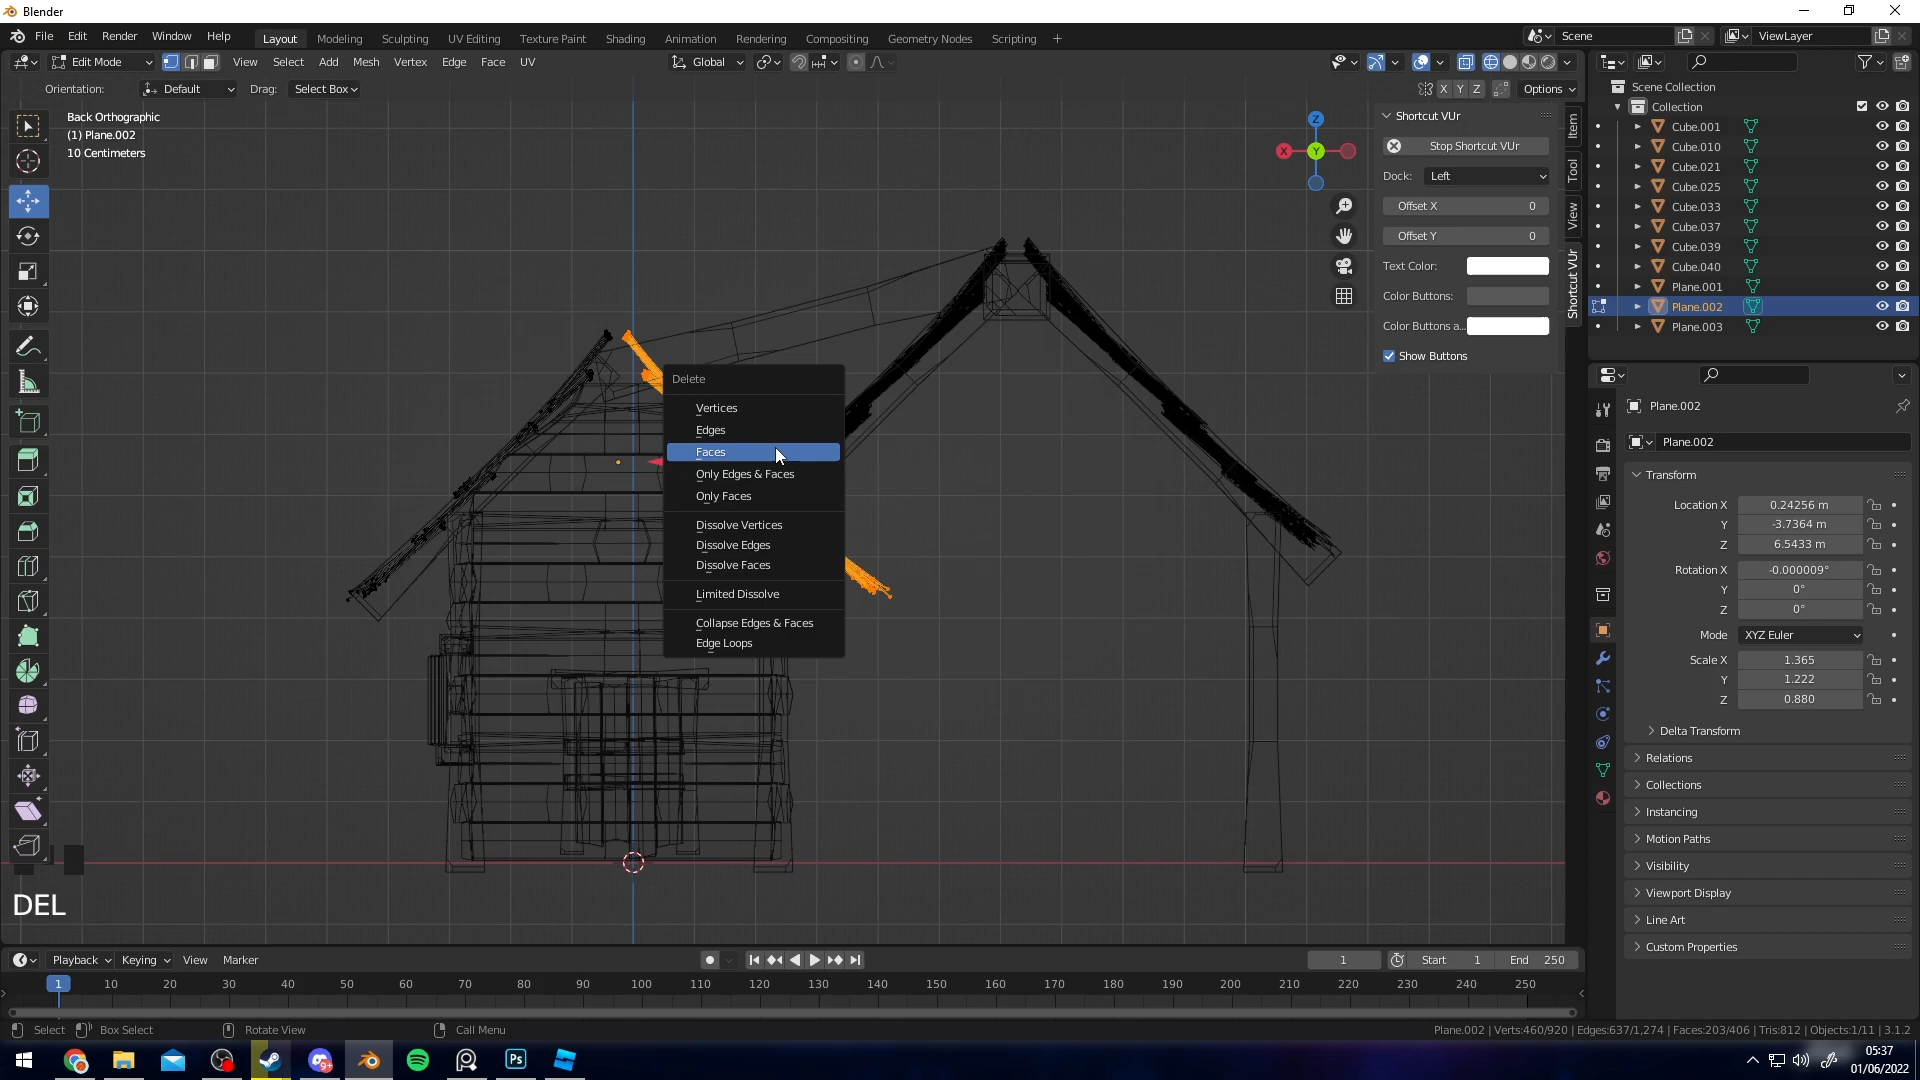 Blender
File Edit Render Window Help
Layout Modeling Sculpting UV Editing Texture Paint Shading Animation Rendering Compositing Geometry Nodes Scripting +
Scene
ViewLayer
Edit Mode View Select Add Mesh Vertex Edge Face UV
Global
Orientation: Default Drag: Select Box
X Y Z Options
Back Orthographic
(1) Plane.002
10 Centimeters
Z
X Y
Shortcut VUr
Stop Shortcut VUr
Dock: Left
Offset X 0
Offset Y 0
Text Color:
Color Buttons:
Color Buttons a...
Show Buttons
Item
Tool
View
Shortcut VUr
Delete
Vertices
Edges
Faces
Only Edges & Faces
Only Faces
Dissolve Vertices
Dissolve Edges
Dissolve Faces
Limited Dissolve
Collapse Edges & Faces
Edge Loops
DEL
Scene Collection
Collection
Cube.001
Cube.010
Cube.021
Cube.025
Cube.033
Cube.037
Cube.039
Cube.040
Plane.001
Plane.002
Plane.003
Plane.002
Plane.002
Transform
Location X 0.24256 m
Y -3.7364 m
Z 6.5433 m
Rotation X -0.000009°
Y 0°
Z 0°
Mode XYZ Euler
Scale X 1.365
Y 1.222
Z 0.880
Delta Transform
Relations
Collections
Instancing
Motion Paths
Visibility
Viewport Display
Line Art
Custom Properties
Playback Keying View Marker
1 Start 1 End 250
1 10 20 30 40 50 60 70 80 90 100 110 120 130 140 150 160 170 180 190 200 210 220 230 240 250
Select Box Select Rotate View Call Menu
Plane.002 | Verts:460/920 | Edges:637/1,274 | Faces:203/406 | Tris:812 | Objects:1/11 | 3.1.2
9+
Ps
05:37
01/06/2022